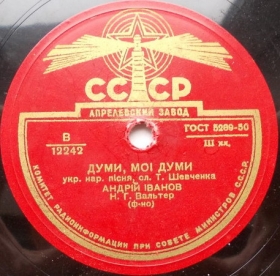 СССР
АПРЕЛЕВСКИЙ ЗАВОД
В
12242
ГОСТ 5289-50
III кл.
ДУМИ, МОЇ ДУМИ
укр. нар. пісня, сл. Т. Шевченка
АНДРІЙ ІВАНОВ
Н. Г. Вальтер
(ф-но)
КОМИТЕТ РАДИОИНФОРМАЦИИ ПРИ СОВЕТЕ МИНИСТРОВ СССР.